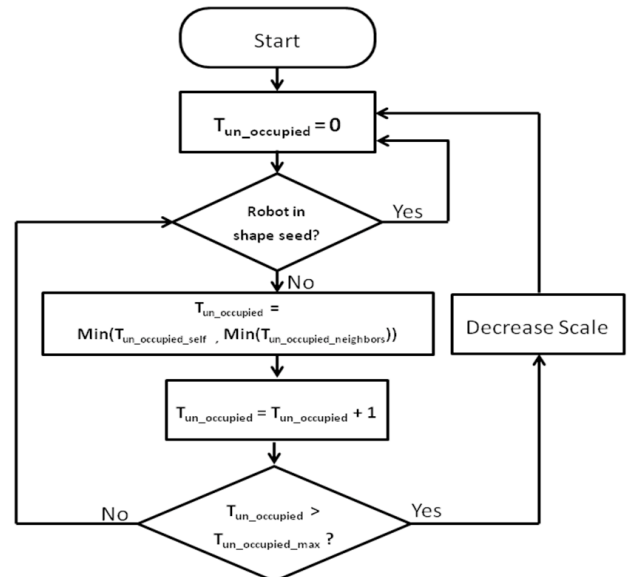 Start
T_un_occupied = 0
Robot in
shape seed?
Yes
No
T_un_occupied =
Min(T_un_occupied_self , Min(T_un_occupied_neighbors))
Decrease Scale
T_un_occupied = T_un_occupied + 1
No
T_un_occupied >
T_un_occupied_max ?
Yes